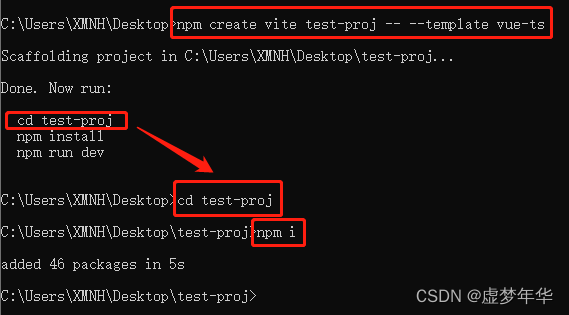 C:\Users\XMNH\Desktop>npm create vite test-proj -- --template vue-ts
Scaffolding project in C:\Users\XMNH\Desktop\test-proj...
Done. Now run:
cd test-proj
npm install
npm run dev
C:\Users\XMNH\Desktop>cd test-proj
C:\Users\XMNH\Desktop\test-proj>npm i
added 46 packages in 5s
C:\Users\XMNH\Desktop\test-proj>
CSDN @虚梦年华